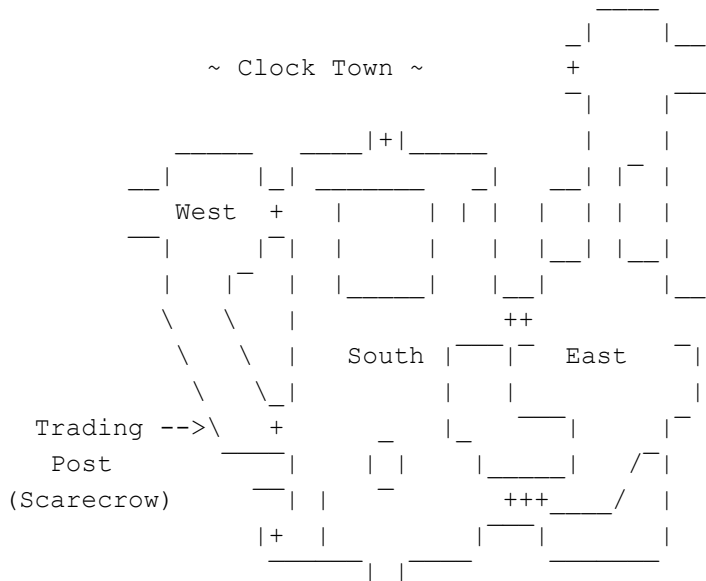 ~ Clock Town ~
West
South
East
Trading -->
Post
(Scarecrow)